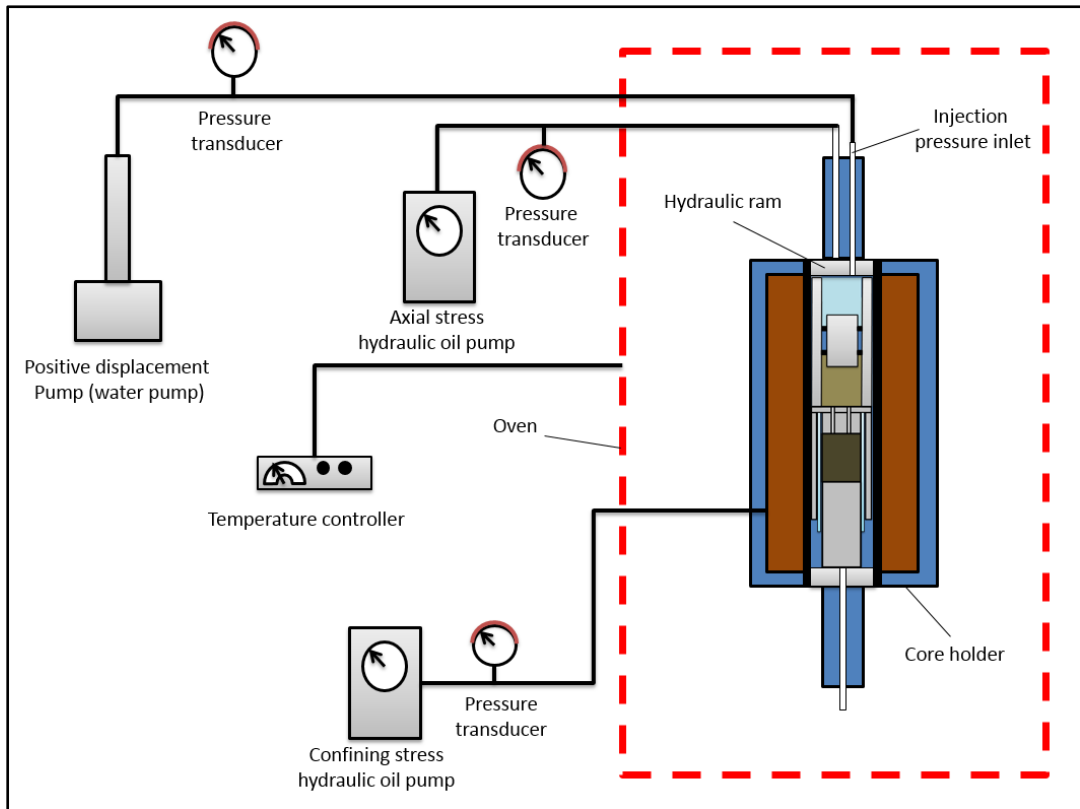 Pressure
transducer
Injection
pressure inlet
Hydraulic ram
Pressure
transducer
Axial stress
hydraulic oil pump
Positive displacement
Pump (water pump)
Oven
Temperature controller
Core holder
Pressure
transducer
Confining stress
hydraulic oil pump